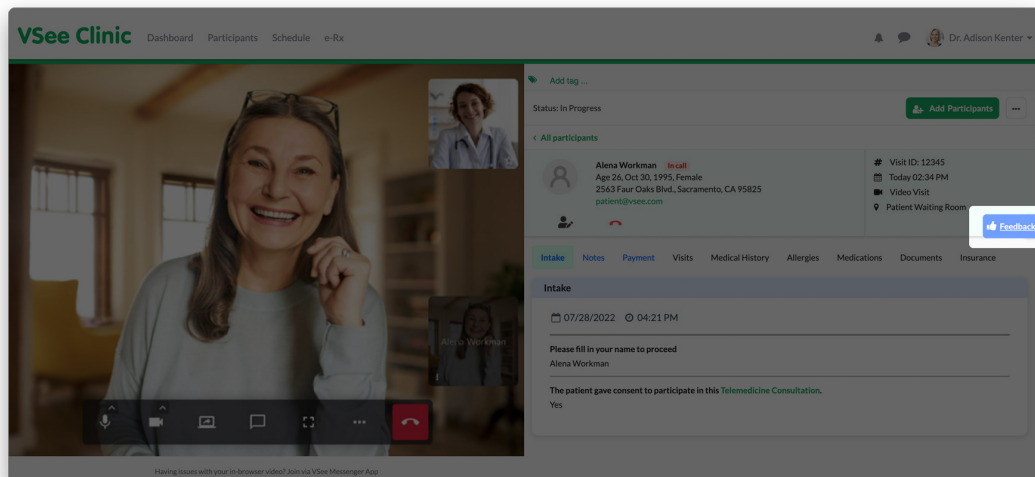 VSee Clinic Dashboard Participants Schedule e-Rx Dr. Adison Kenter
Add tag ...
Status: In Progress Add Participants
< All participants
Alena Workman In call
Age 26, Oct 30, 1995, Female
2563 Faur Oaks Blvd., Sacramento, CA 95825
patient@vsee.com
# Visit ID: 12345
Today 02:34 PM
Video Visit
Patient Waiting Room
Feedback
Intake Notes Payment Visits Medical History Allergies Medications Documents Insurance
Intake
07/28/2022 04:21 PM
Please fill in your name to proceed
Alena Workman
The patient gave consent to participate in this Telemedicine Consultation.
Yes
Alena Workman
Having issues with your in-browser video? Join via VSee Messenger App